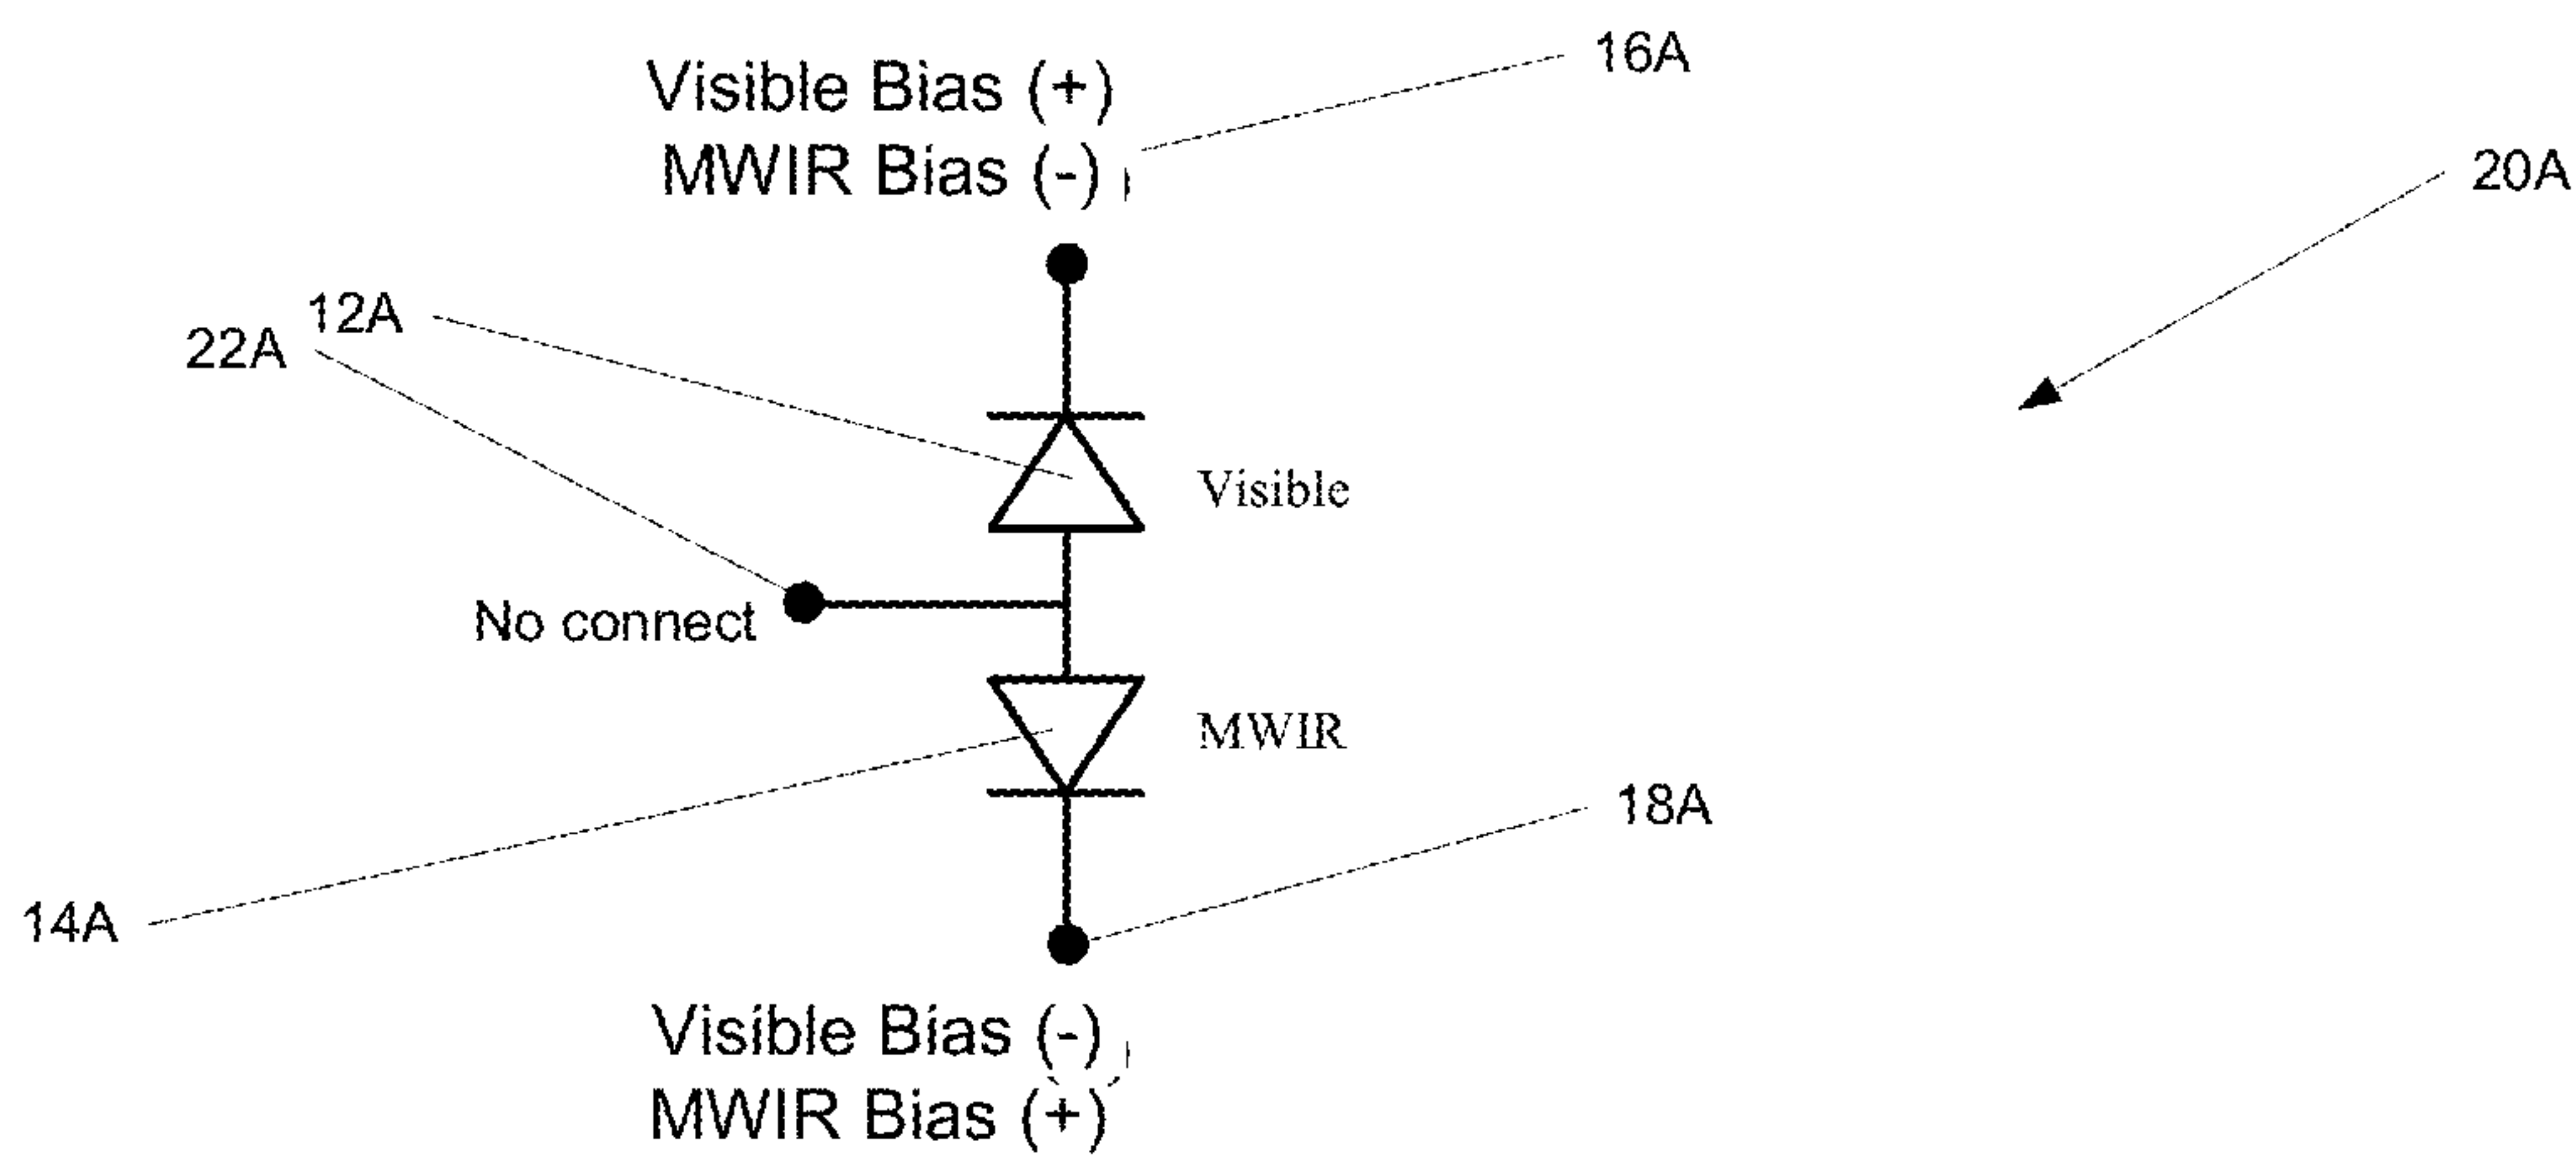 16A
Visible Bias (+)
MWIR Bias (-)
20A
12A
22A
Visible
No connect
MWIR
18A
14A
Visible Bias (-)
MWIR Bias (+)